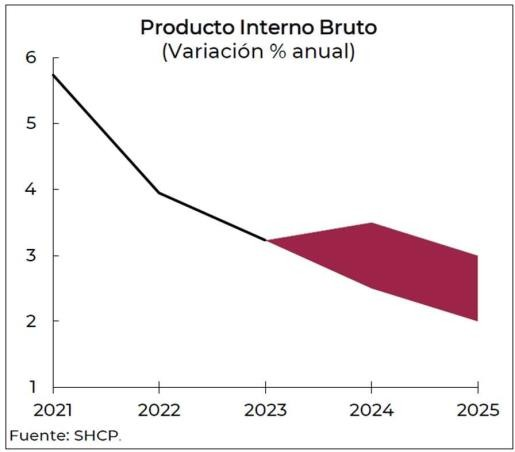 Producto Interno Bruto
(Variación % anual)
6
5
4
3
2
1
2021 2022 2023 2024 2025
Fuente: SHCP.